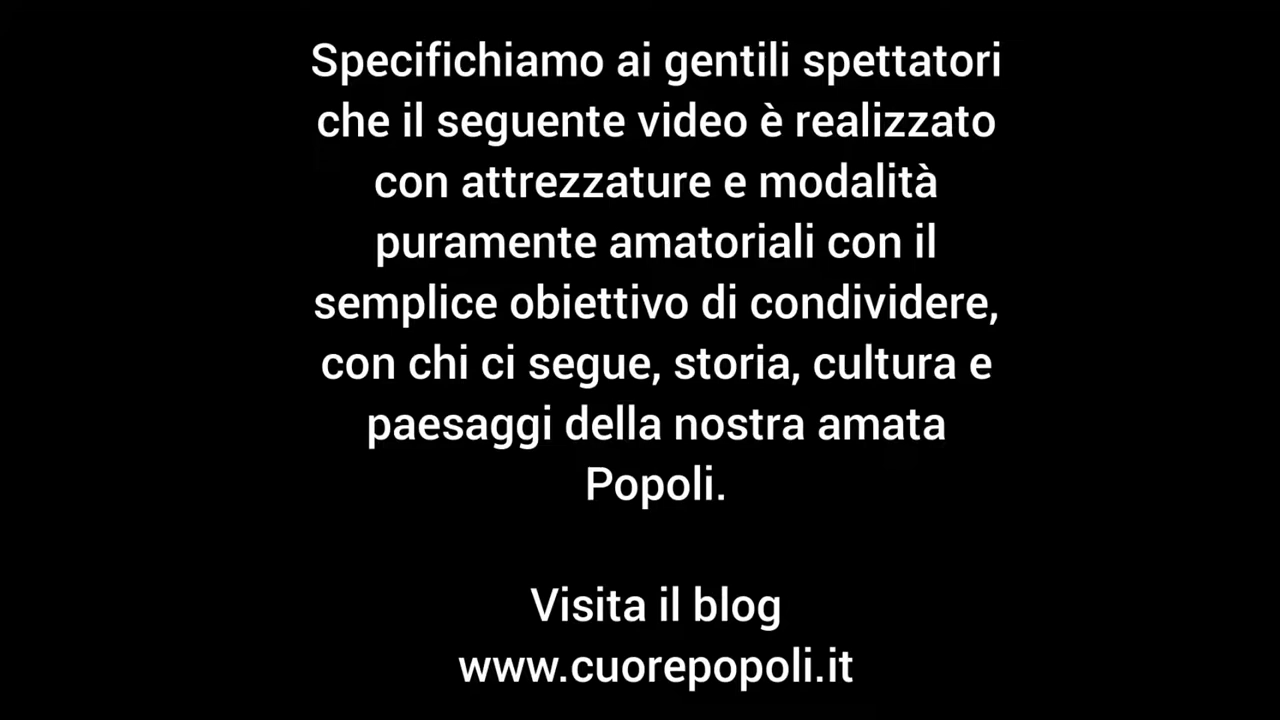 Specifichiamo ai gentili spettatori
che il seguente video è realizzato
con attrezzature e modalità
puramente amatoriali con il
semplice obiettivo di condividere,
con chi ci segue, storia, cultura e
paesaggi della nostra amata
Popoli.
Visita il blog
www.cuorepopoli.it